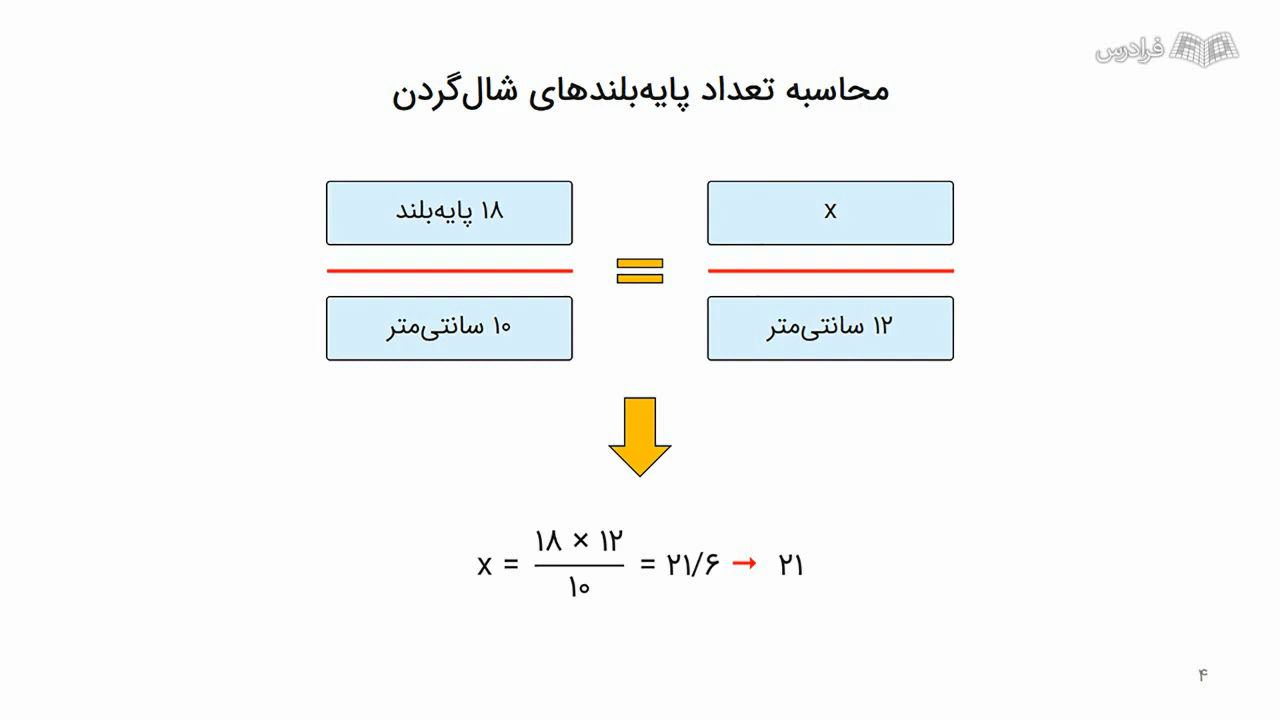 فرادرس
محاسبه تعداد پایه‌بلندهای شال‌گردن
۱۸ پایه‌بلند
x
=
۱۰ سانتی‌متر
۱۲ سانتی‌متر
x = ۱۸ × ۱۲ / ۱۰ = ۲۱/۶ → ۲۱
۴